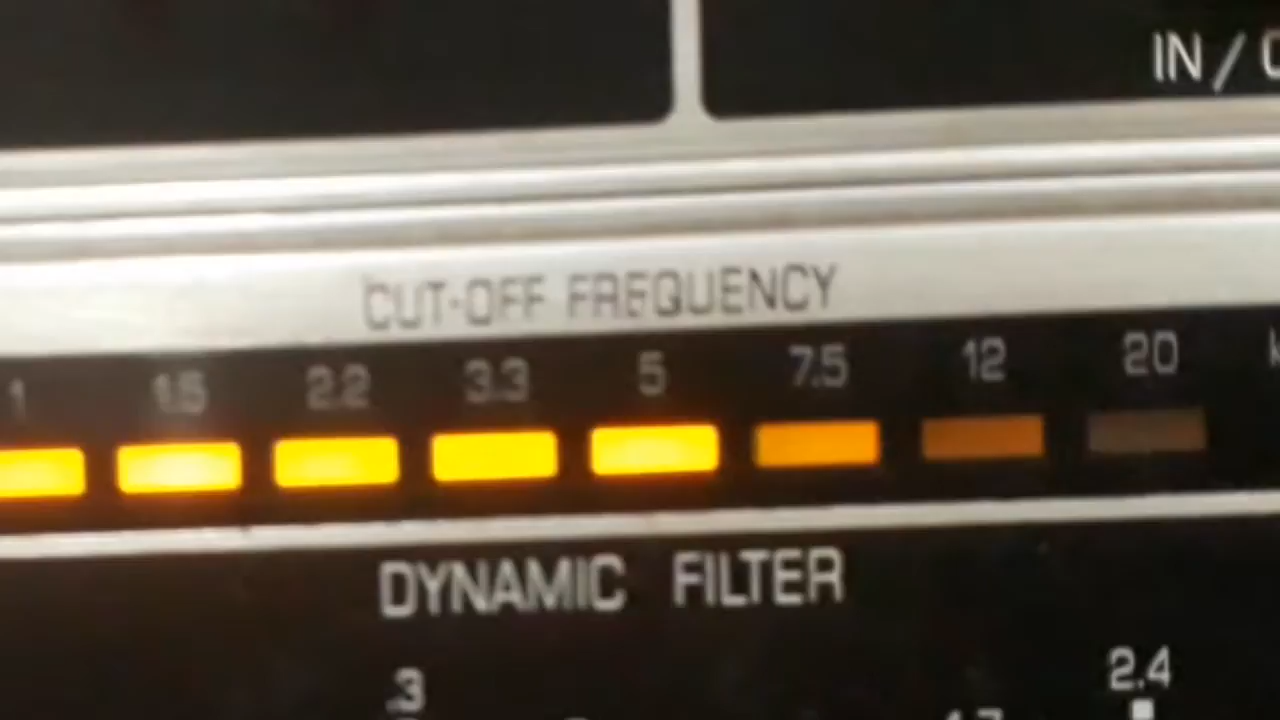 IN /
CUT-OFF FREQUENCY
1 1.5 2.2 3.3 5 7.5 12 20 k
DYNAMIC FILTER
.3 2.4